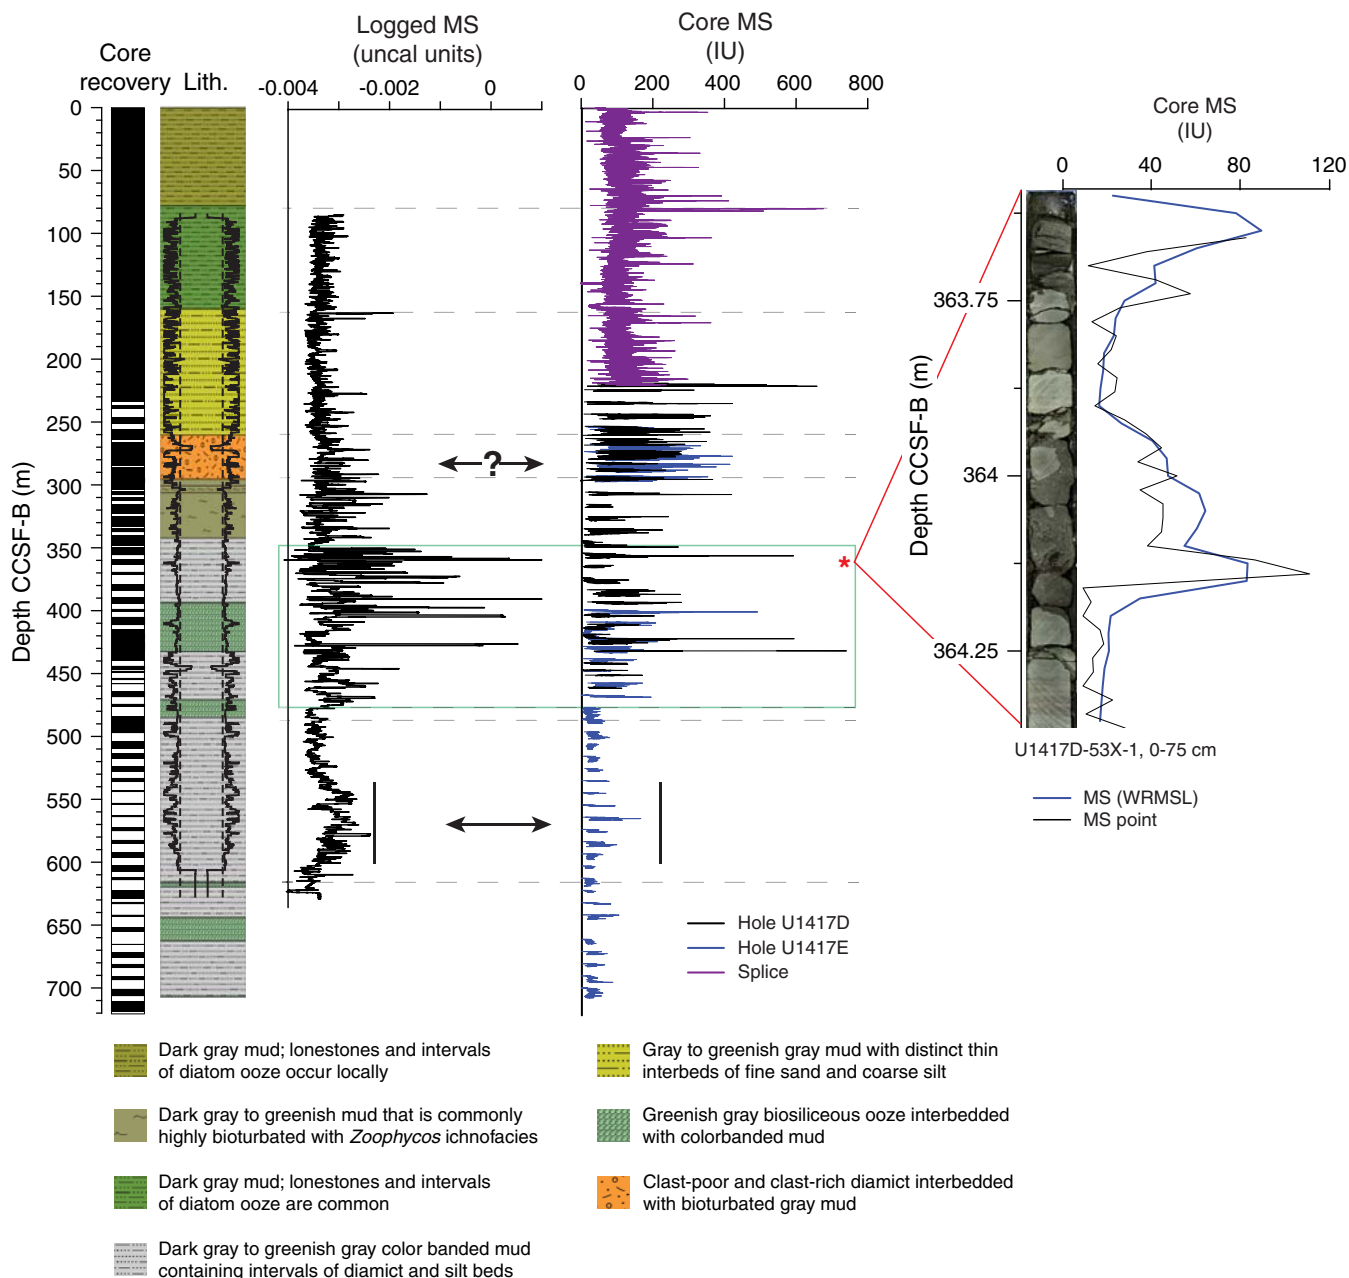 Core
recovery
Lith.
Logged MS
(uncal units)
-0.004
-0.002
0
Core MS
(IU)
0
200
400
600
800
Depth CCSF-B (m)
0
50
100
150
200
250
300
350
400
450
500
550
600
650
700
?
*
Hole U1417D
Hole U1417E
Splice
Core MS
(IU)
0
40
80
120
Depth CCSF-B (m)
363.75
364
364.25
U1417D-53X-1, 0-75 cm
MS (WRMSL)
MS point
Dark gray mud; lonestones and intervals
of diatom ooze occur locally
Dark gray to greenish mud that is commonly
highly bioturbated with Zoophycos ichnofacies
Dark gray mud; lonestones and intervals
of diatom ooze are common
Dark gray to greenish gray color banded mud
containing intervals of diamict and silt beds
Gray to greenish gray mud with distinct thin
interbeds of fine sand and coarse silt
Greenish gray biosiliceous ooze interbedded
with colorbanded mud
Clast-poor and clast-rich diamict interbedded
with bioturbated gray mud